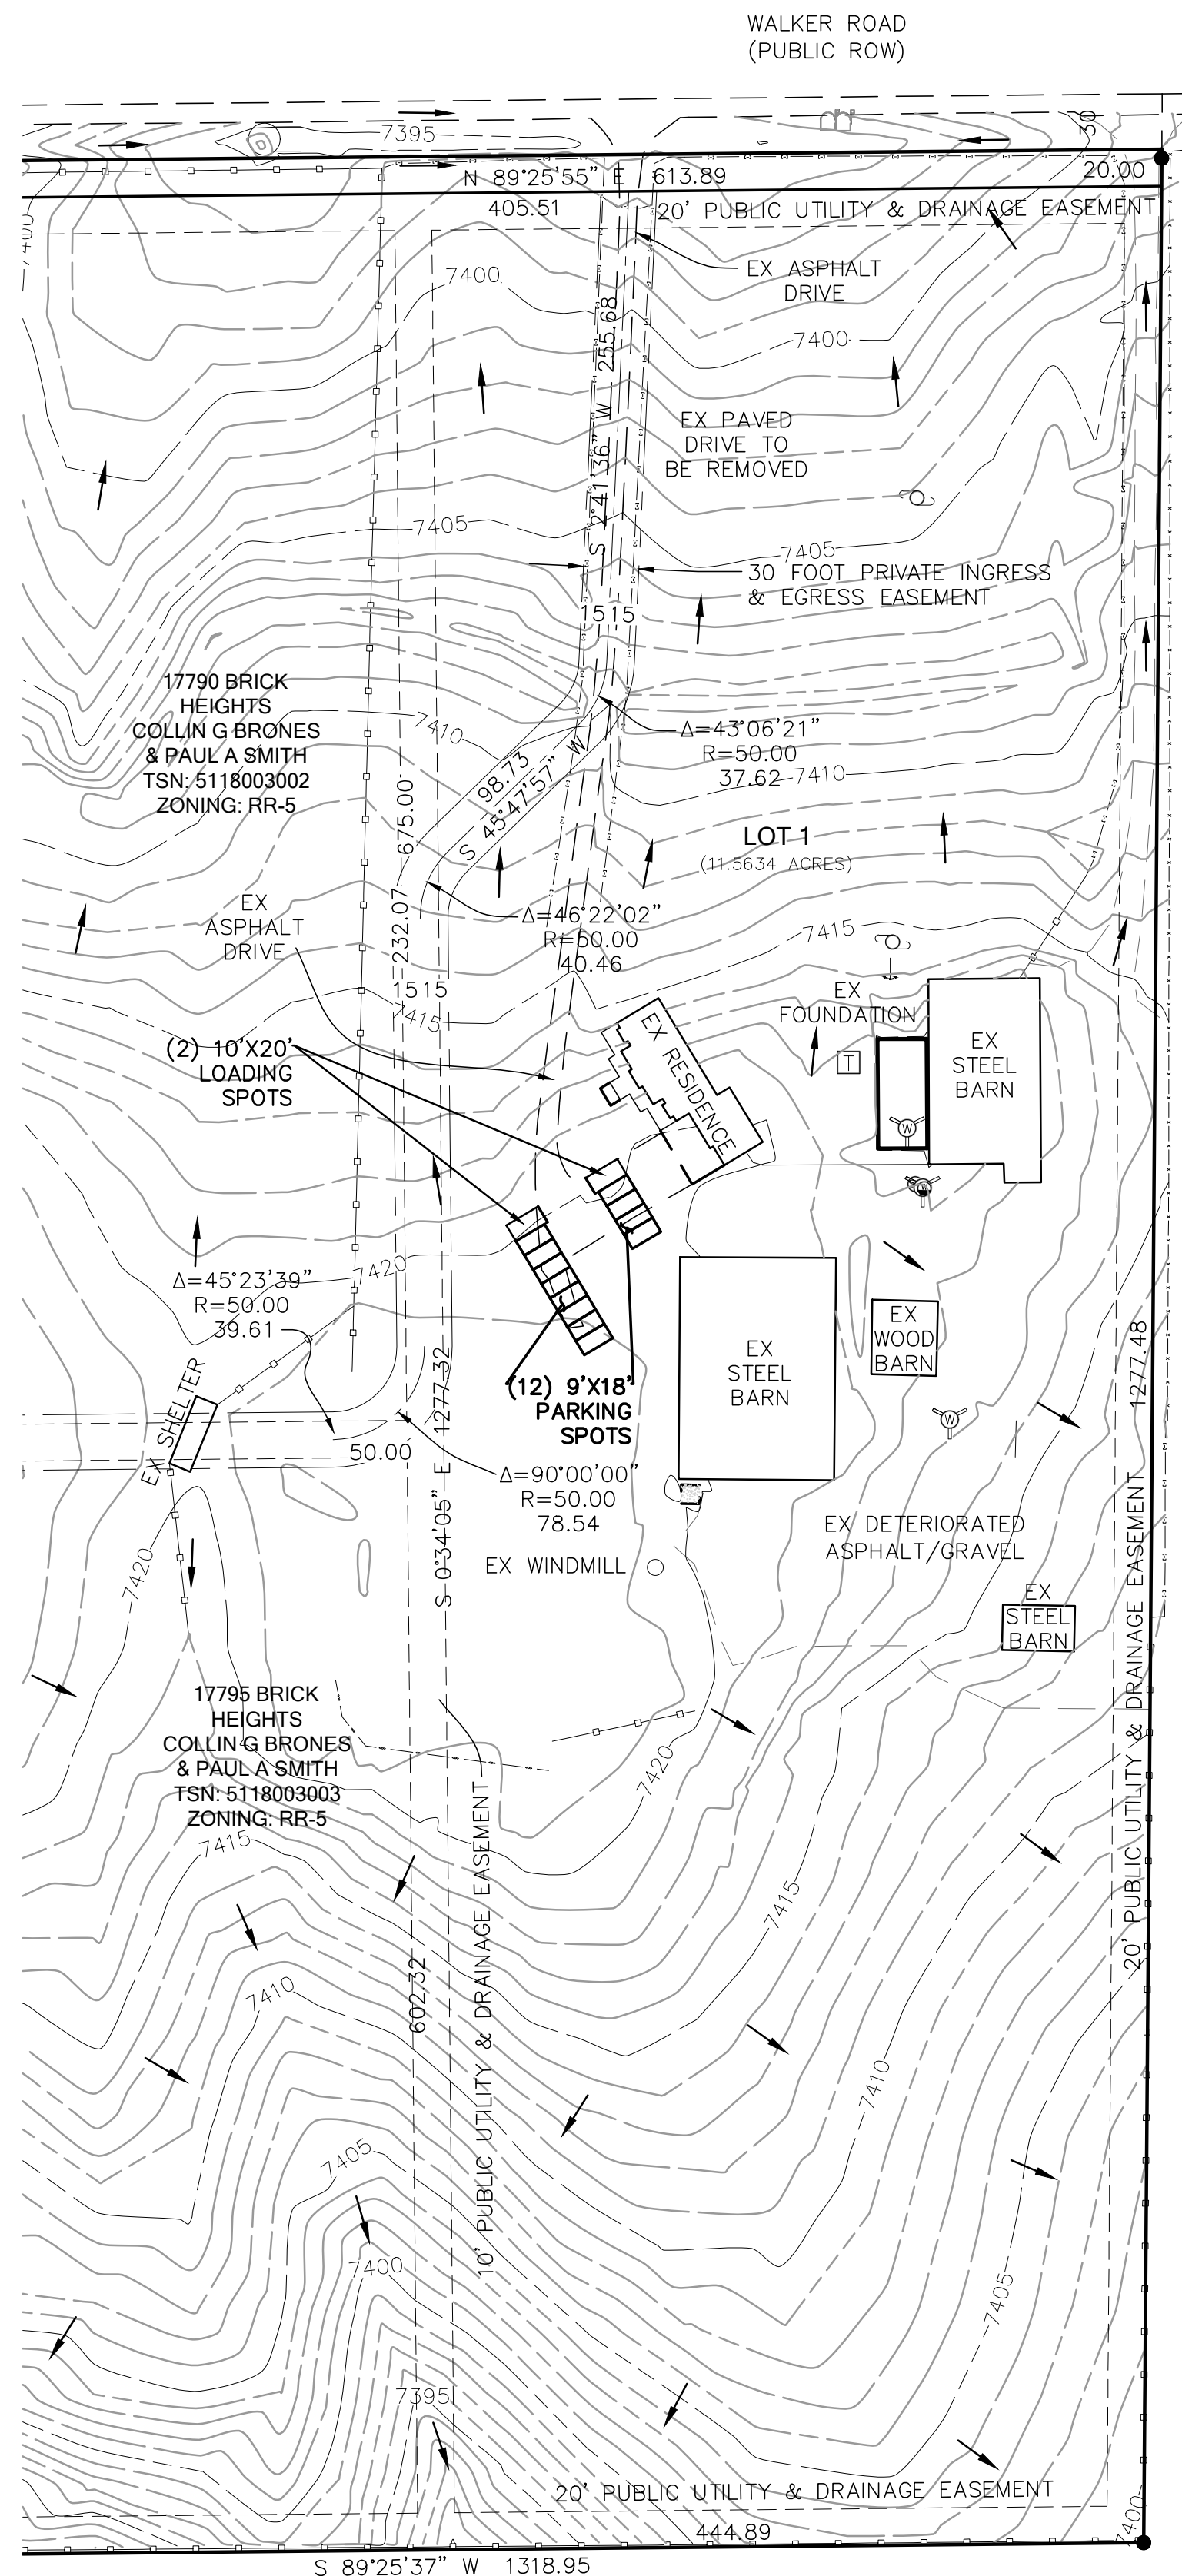 WALKER ROAD
(PUBLIC ROW)
30
7395
N 89°25'55" E 613.89
20.00
405.51
20' PUBLIC UTILITY & DRAINAGE EASEMENT
7400
EX ASPHALT
DRIVE
7400
7400
S 2°41'36" W 255.68
EX PAVED
DRIVE TO
BE REMOVED
7405
7405
30 FOOT PRIVATE INGRESS
& EGRESS EASEMENT
15 15
17790 BRICK
HEIGHTS
COLLIN G BRONES
& PAUL A SMITH
TSN: 5118003002
ZONING: RR-5
7410
Δ=43°06'21"
R=50.00
37.62
7410
98.73
S 45°47'57" W
675.00
232.07
LOT 1
(11.5634 ACRES)
EX
ASPHALT
DRIVE
Δ=46°22'02"
R=50.00
40.46
7415
15 15
7415
EX
FOUNDATION
EX
STEEL
BARN
T
W
W
EX RESIDENCE
(2) 10'X20'
LOADING
SPOTS
7420
Δ=45°23'39"
R=50.00
39.61
EX SHELTER
(12) 9'X18'
PARKING
SPOTS
EX
STEEL
BARN
EX
WOOD
BARN
W
1277.48
50.00
S 0°34'05" E 1277.32
Δ=90°00'00"
R=50.00
78.54
EX WINDMILL
EX DETERIORATED
ASPHALT/GRAVEL
EX
STEEL
BARN
20' PUBLIC UTILITY & DRAINAGE EASEMENT
7420
17795 BRICK
HEIGHTS
COLLIN G BRONES
& PAUL A SMITH
TSN: 5118003003
ZONING: RR-5
7420
7415
7415
10' PUBLIC UTILITY & DRAINAGE EASEMENT
602.32
7410
7410
7405
7405
7400
7395
20' PUBLIC UTILITY & DRAINAGE EASEMENT
7400
444.89
S 89°25'37" W 1318.95